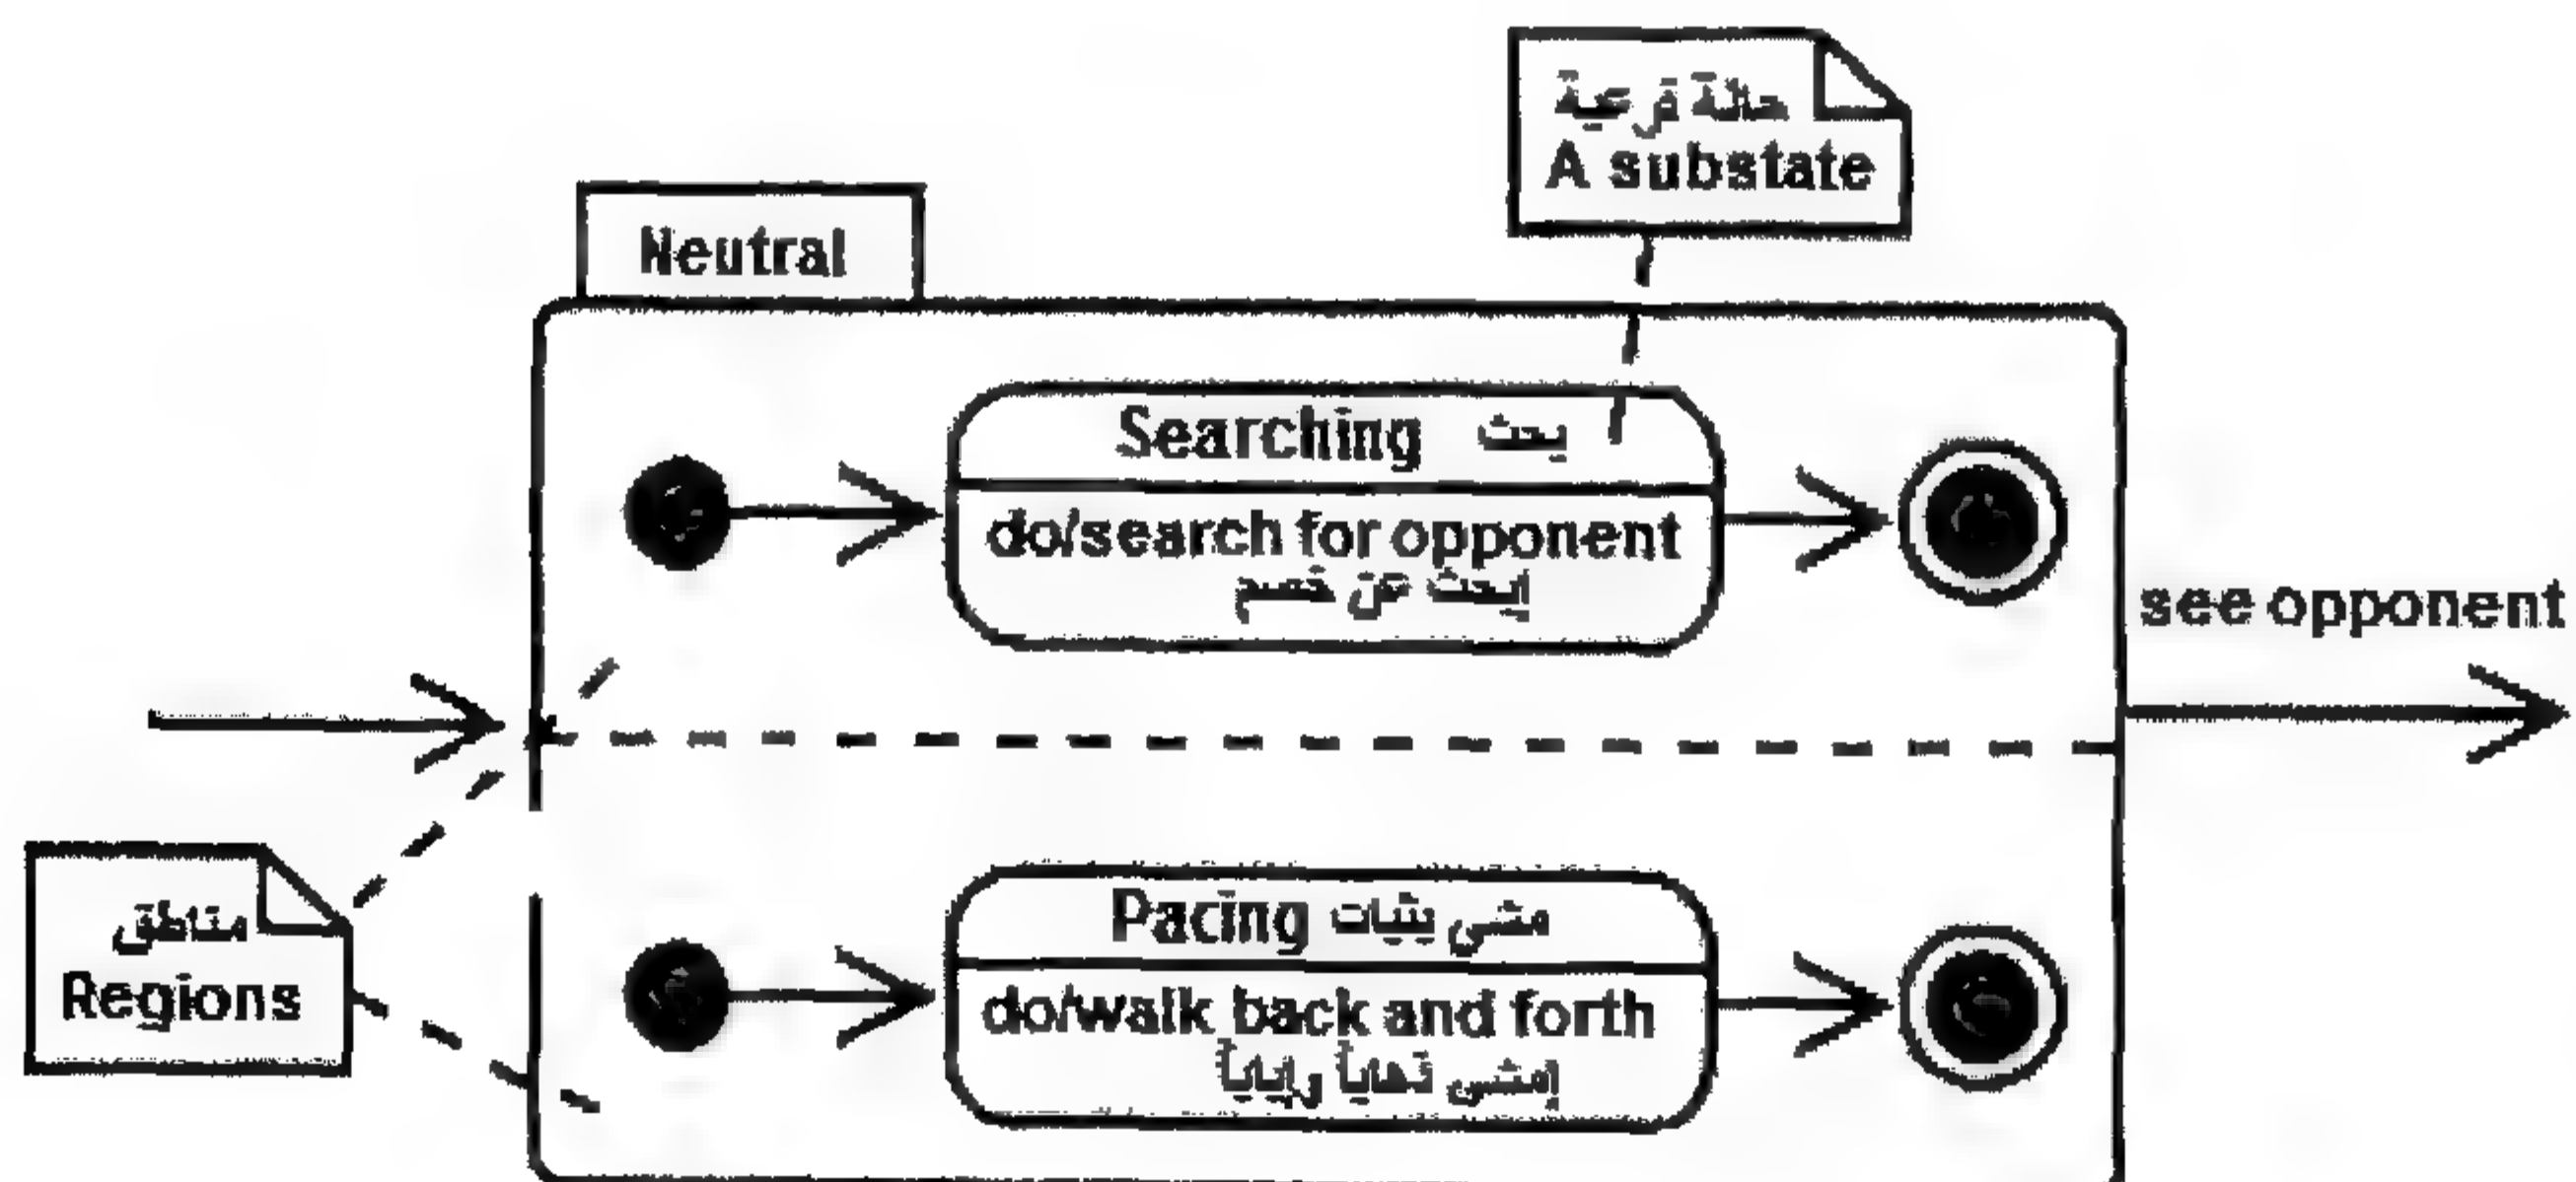 حالة فرعية
A substate
Neutral
Searching يبحث
do/search for opponent
إبحث عن خصم
see opponent
مناطق
Regions
Pacing مشي بثبات
do/walk back and forth
إمشي ذهاباً وإياباً